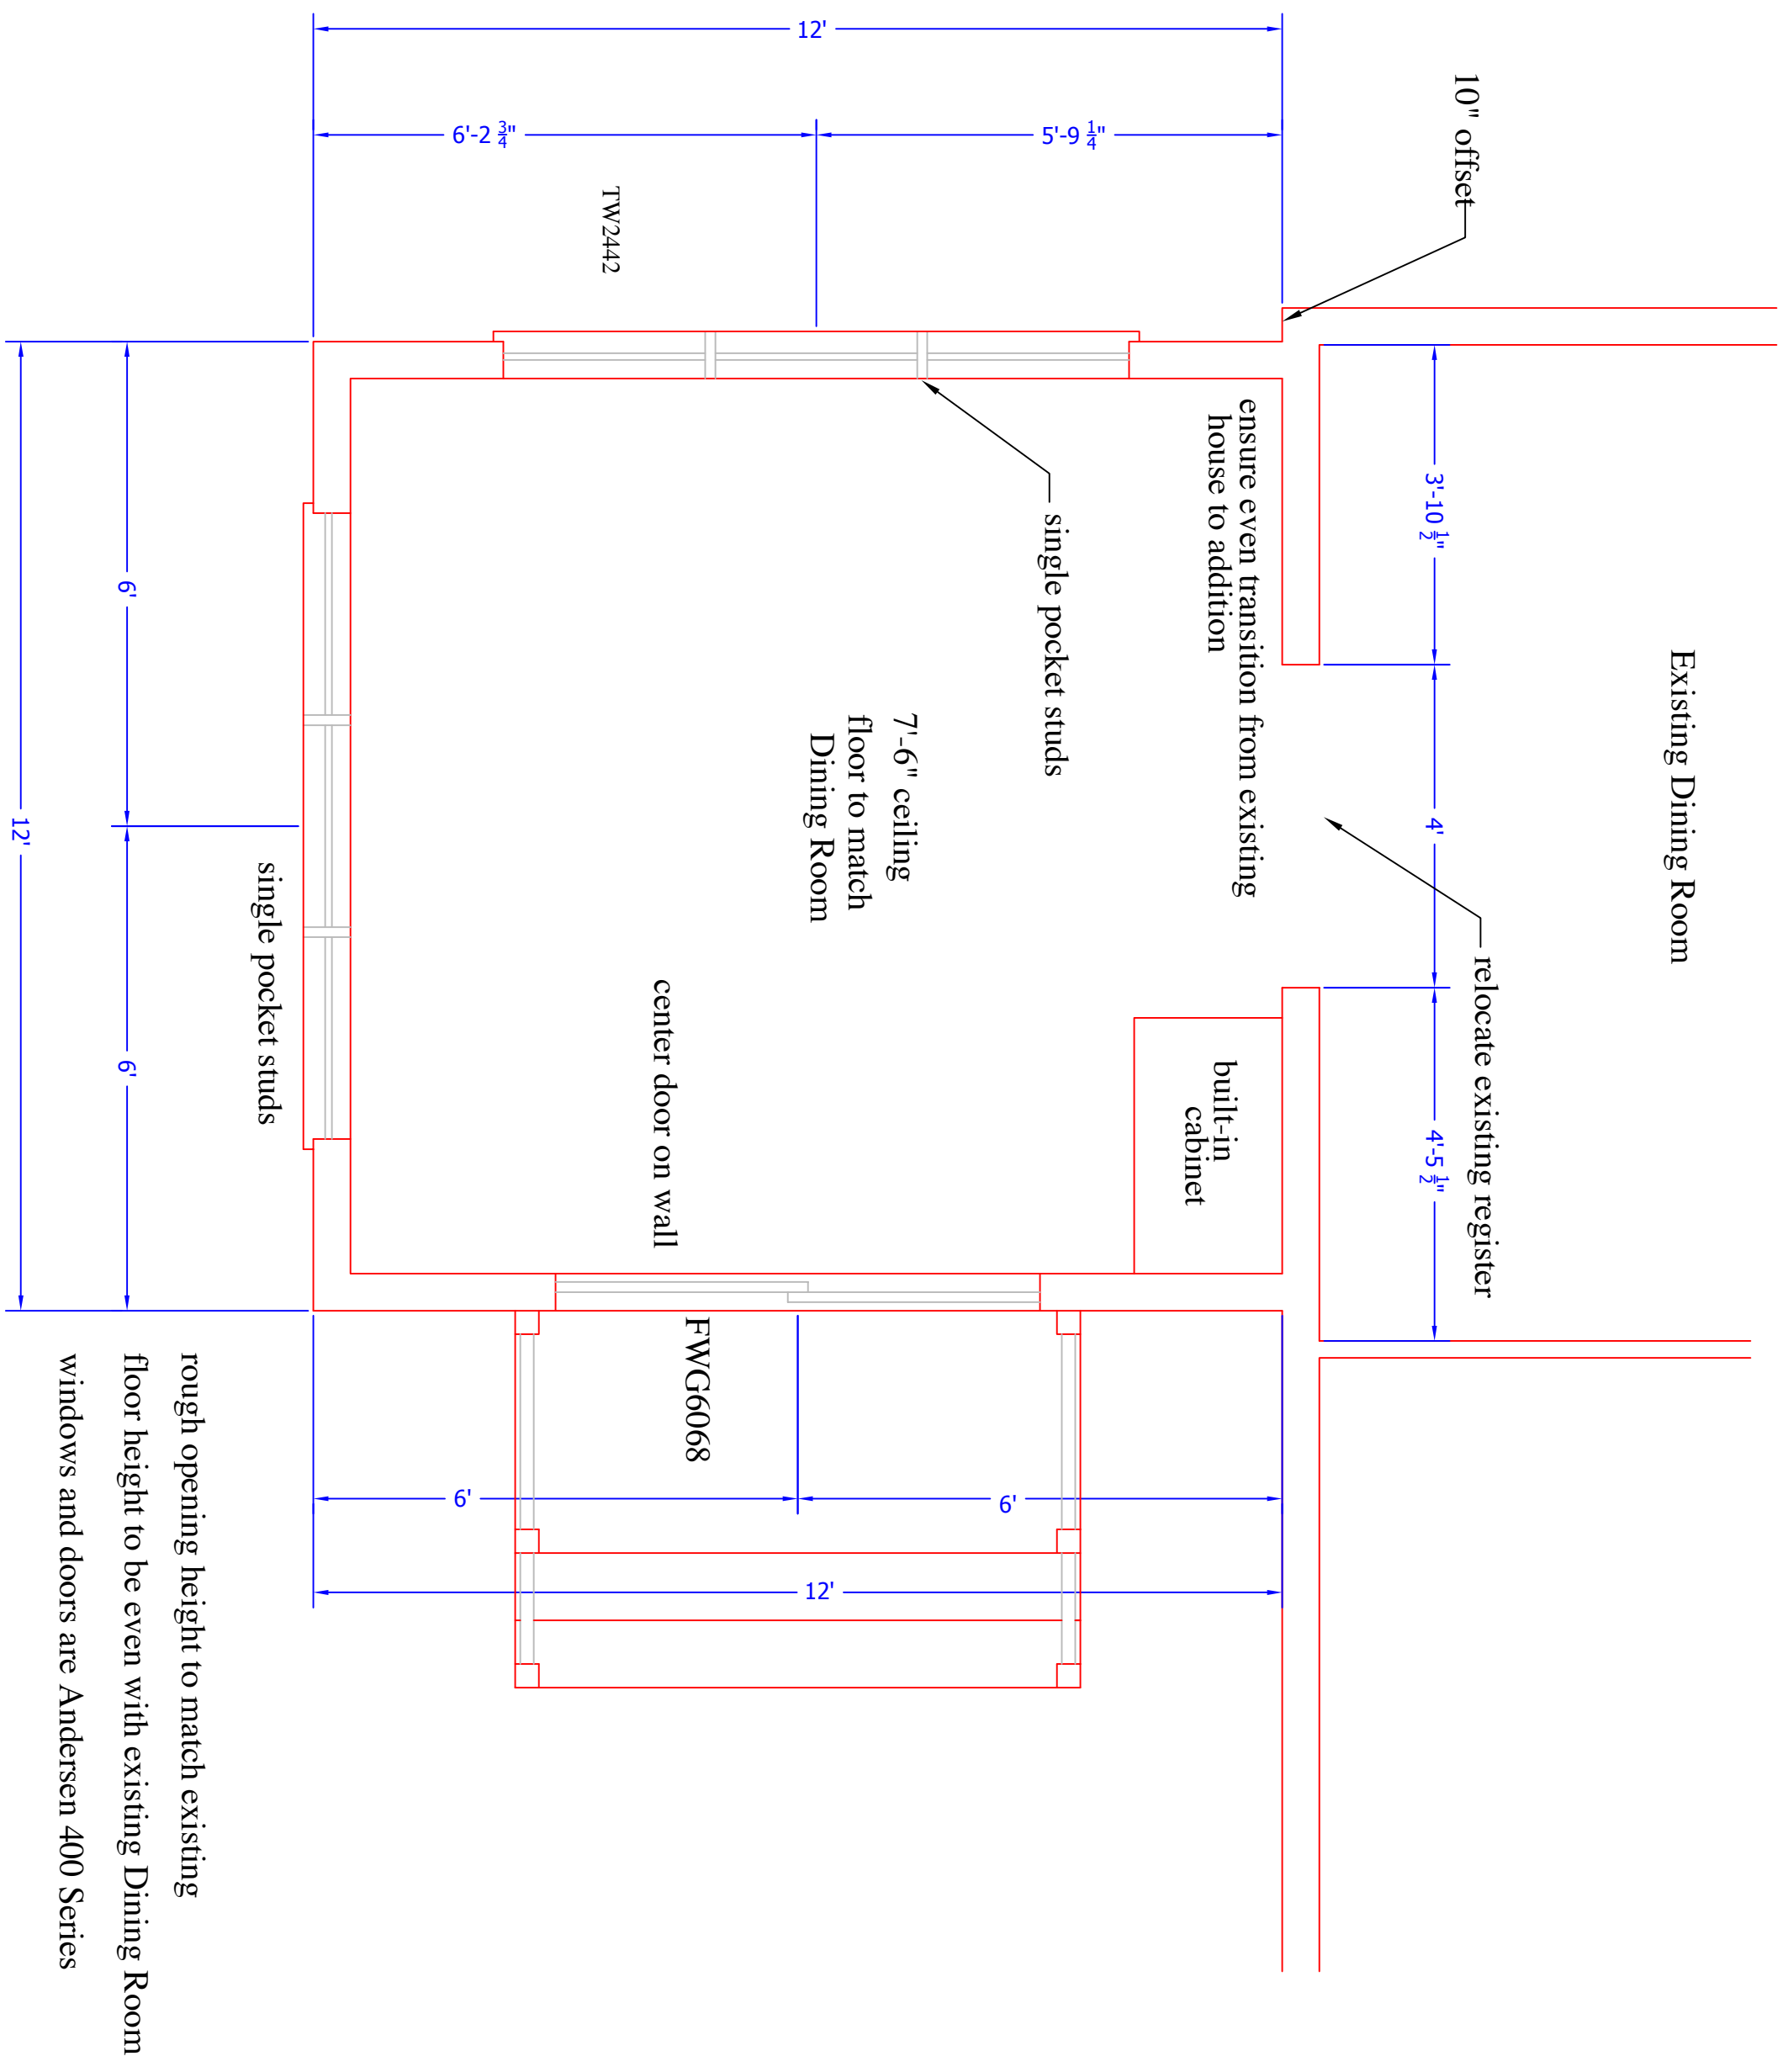 Existing Dining Room
10" offset
relocate existing register
3'-10 1/2"
4'
4'-5 1/2"
ensure even transition from existing
house to addition
built-in
cabinet
single pocket studs
7'-6" ceiling
floor to match
Dining Room
center door on wall
TW2442
FWG6068
single pocket studs
12'
5'-9 1/4"
6'-2 3/4"
6'
6'
12'
6'
6'
12'
rough opening height to match existing
floor height to be even with existing Dining Room
windows and doors are Andersen 400 Series